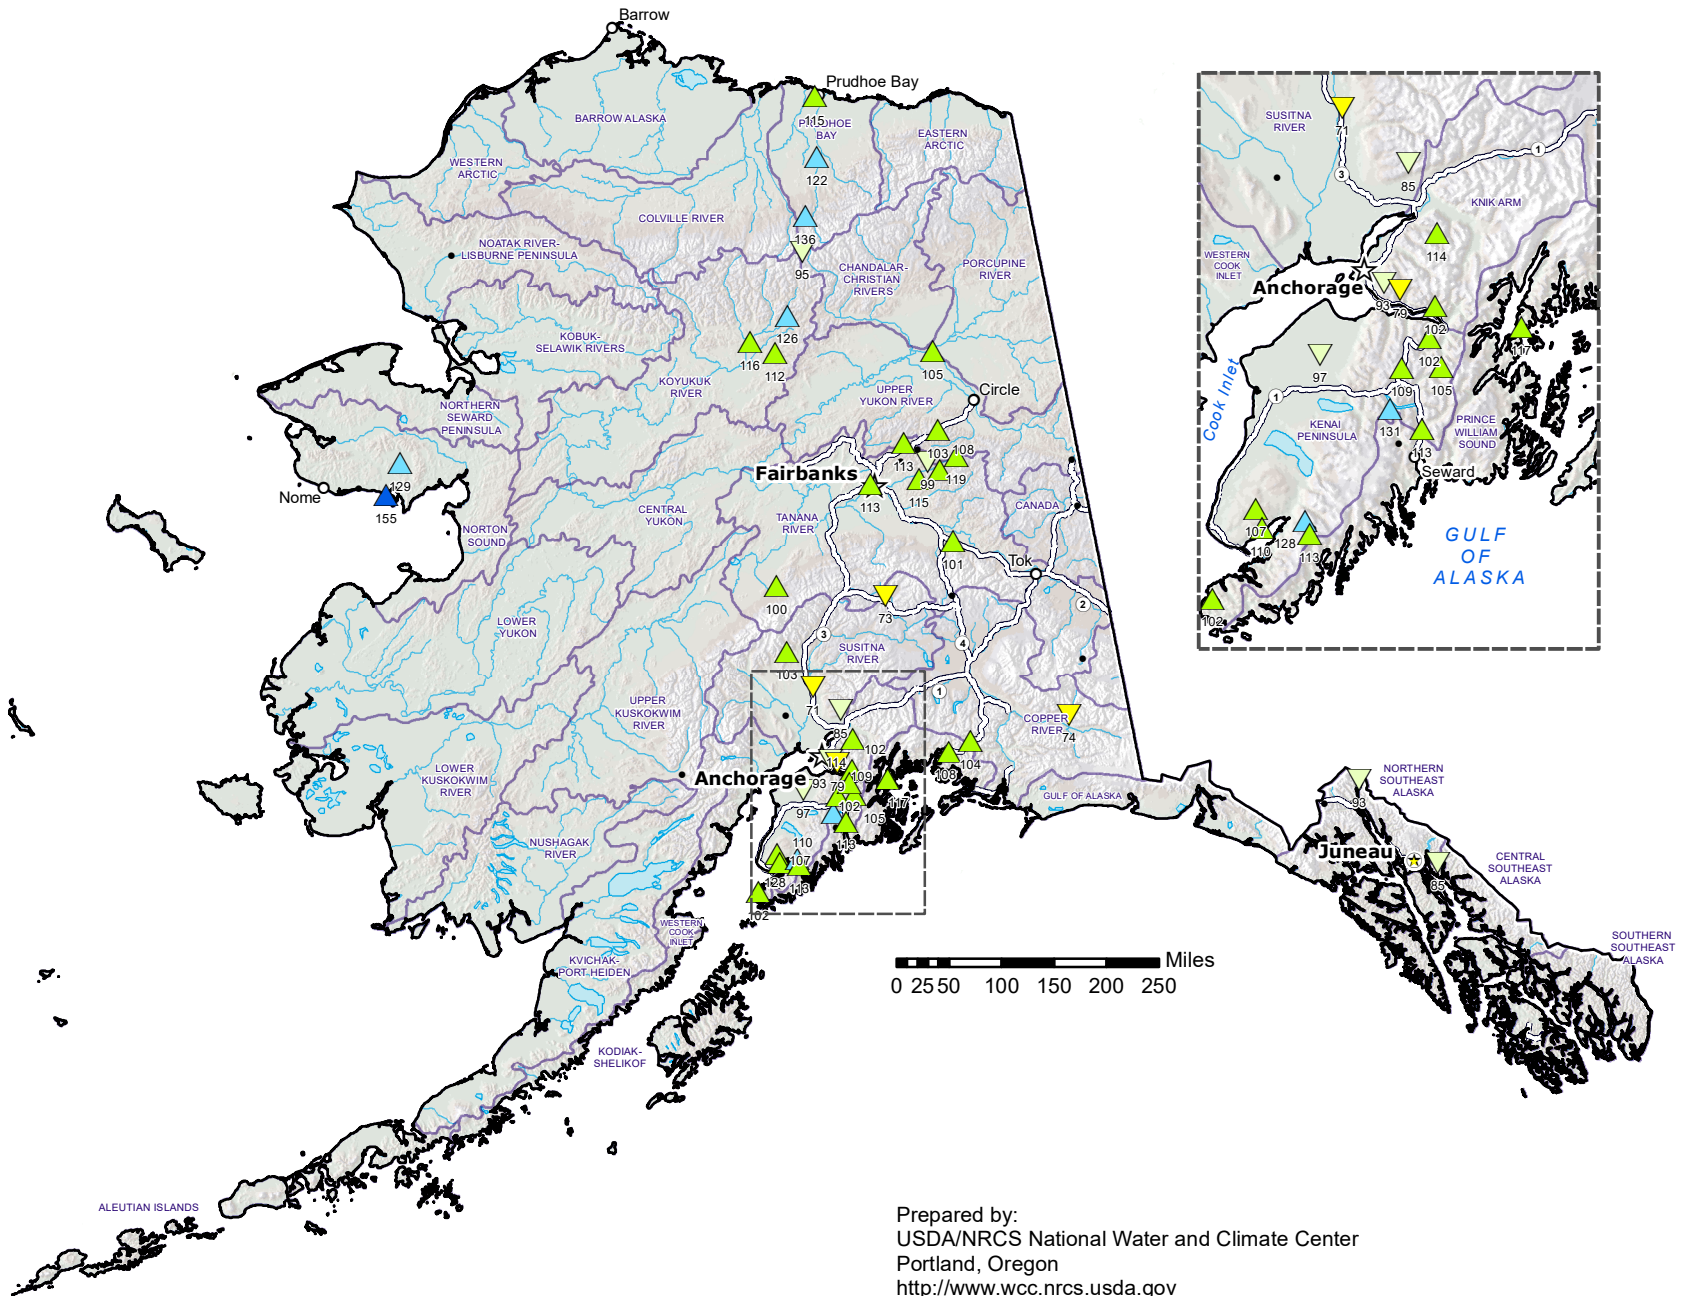 Barrow
Prudhoe Bay
115
PRUDHOE
BAY
BARROW ALASKA
EASTERN
ARCTIC
WESTERN
ARCTIC
122
COLVILLE RIVER
136
95
NOATAK RIVER-
LISBURNE PENINSULA
CHANDALAR-
CHRISTIAN
RIVERS
PORCUPINE
RIVER
KOBUK-
SELAWIK RIVERS
126
116
112
105
KOYUKUK
RIVER
UPPER
YUKON RIVER
Circle
NORTHERN
SEWARD
PENINSULA
103
108
113
99
119
115
Fairbanks
113
129
Nome
155
NORTON
SOUND
CENTRAL
YUKON
TANANA
RIVER
CANADA
101
Tok
100
73
2
LOWER
YUKON
3
4
SUSITNA
RIVER
103
71
1
UPPER
KUSKOKWIM
RIVER
85
COPPER
RIVER
74
102
114
104
108
Anchorage
93
79
109
117
97
102
105
LOWER
KUSKOKWIM
RIVER
GULF OF ALASKA
110
113
107
128
113
102
NUSHAGAK
RIVER
WESTERN
COOK
INLET
KVICHAK-
PORT HEIDEN
KODIAK-
SHELIKOF
ALEUTIAN ISLANDS
Miles
0 25 50 100 150 200 250
NORTHERN
SOUTHEAST
ALASKA
93
Juneau
85
CENTRAL
SOUTHEAST
ALASKA
SOUTHERN
SOUTHEAST
ALASKA
SUSITNA
RIVER
71
3
1
85
KNIK ARM
114
WESTERN
COOK
INLET
Anchorage
93
79
102
117
102
97
109
105
1
Cook Inlet
KENAI
PENINSULA
131
PRINCE
WILLIAM
SOUND
113
Seward
107
110
128
113
102
GULF
OF
ALASKA
Prepared by:
USDA/NRCS National Water and Climate Center
Portland, Oregon
http://www.wcc.nrcs.usda.gov